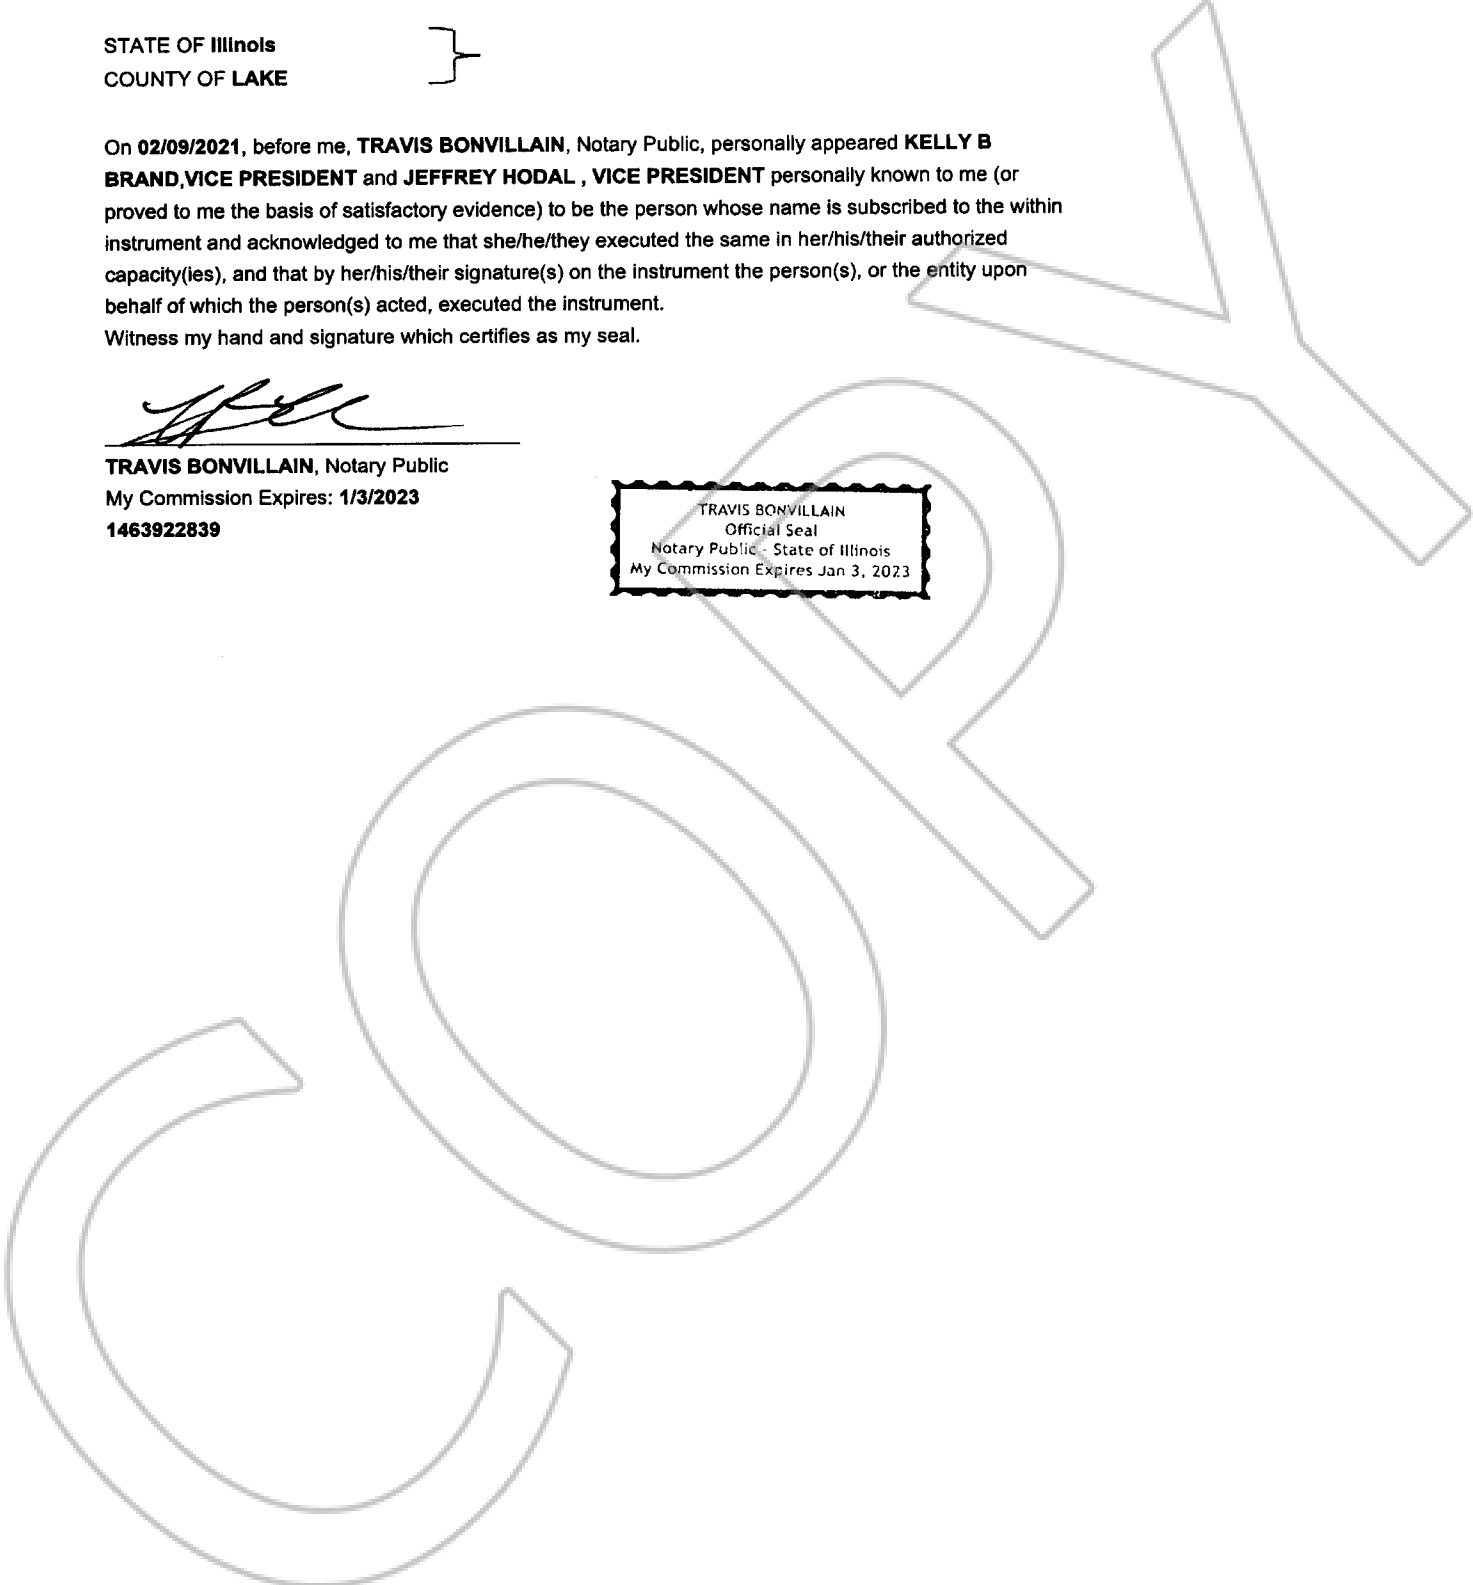 STATE OF Illinois
COUNTY OF LAKE
On 02/09/2021, before me, TRAVIS BONVILLAIN, Notary Public, personally appeared KELLY B
BRAND,VICE PRESIDENT and JEFFREY HODAL , VICE PRESIDENT personally known to me (or
proved to me the basis of satisfactory evidence) to be the person whose name is subscribed to the within
instrument and acknowledged to me that she/he/they executed the same in her/his/their authorized
capacity(ies), and that by her/his/their signature(s) on the instrument the person(s), or the entity upon
behalf of which the person(s) acted, executed the instrument.
Witness my hand and signature which certifies as my seal.
TRAVIS BONVILLAIN, Notary Public
My Commission Expires: 1/3/2023
1463922839
TRAVIS BONVILLAIN
Official Seal
Notary Public - State of Illinois
My Commission Expires Jan 3, 2023
COPY